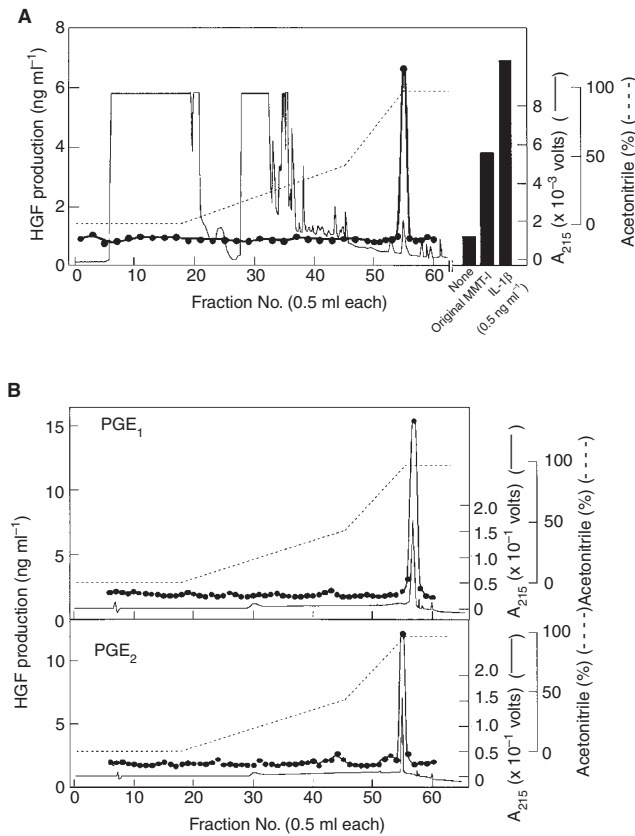 A
HGF production (ng ml⁻¹)
8
6
4
2
0
0
10
20
30
40
50
60
Fraction No. (0.5 ml each)
None
Original MMT-I
IL-1β
(0.5 ng ml⁻¹)
8
6
4
2
0
A₂₁₅ (x 10⁻³ volts) (——)
100
50
0
Acetonitrile (%) (----)
B
HGF production (ng ml⁻¹)
PGE₁
15
10
5
0
2.0
1.5
1.0
0.5
0
A₂₁₅ (x 10⁻¹ volts) (——)
100
50
0
Acetonitrile (%) (----)
PGE₂
10
5
0
0
10
20
30
40
50
60
Fraction No. (0.5 ml each)
2.0
1.5
1.0
0.5
0
A₂₁₅ (x 10⁻¹ volts) (——)
100
50
0
Acetonitrile (%) (----)